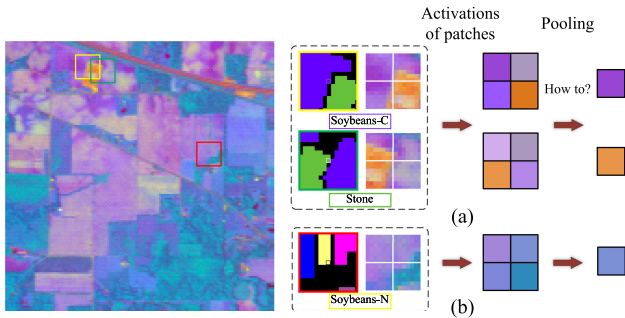 Activations
of patches
Pooling
Soybeans-C
How to?
Stone
(a)
Soybeans-N
(b)